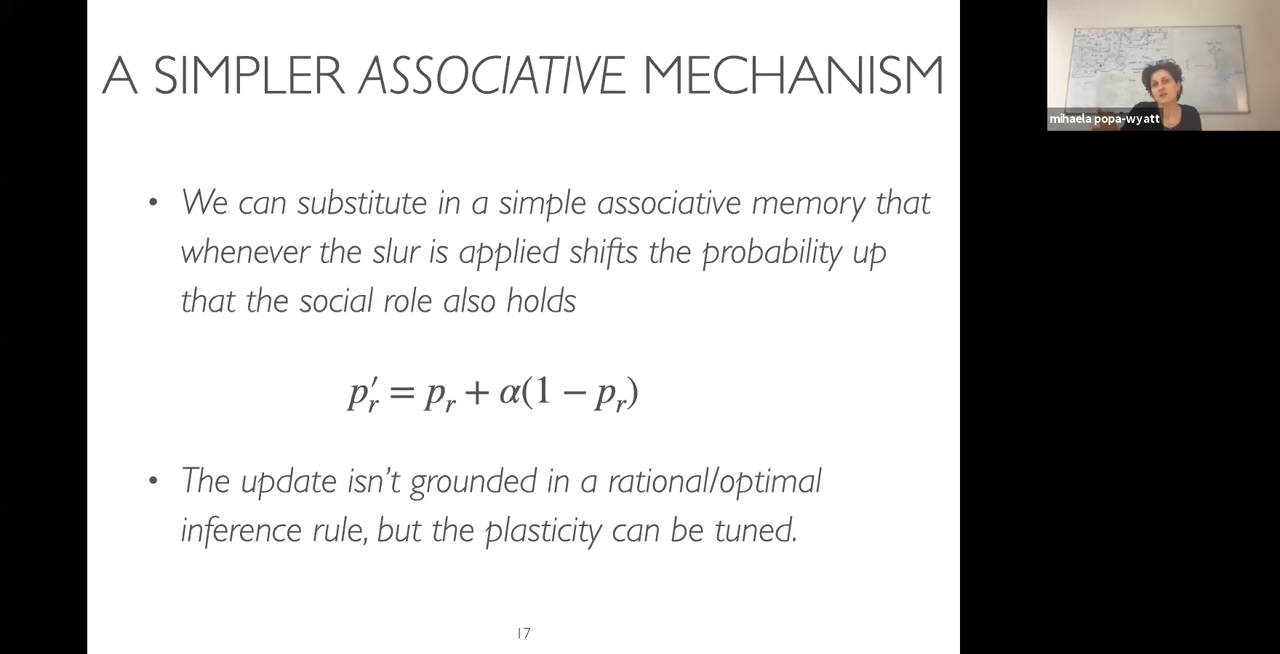 A SIMPLER ASSOCIATIVE MECHANISM
mihaela popa-wyatt
• We can substitute in a simple associative memory that
whenever the slur is applied shifts the probability up
that the social role also holds
p′ᵣ = pᵣ + α(1 − pᵣ)
• The update isn’t grounded in a rational/optimal
inference rule, but the plasticity can be tuned.
17